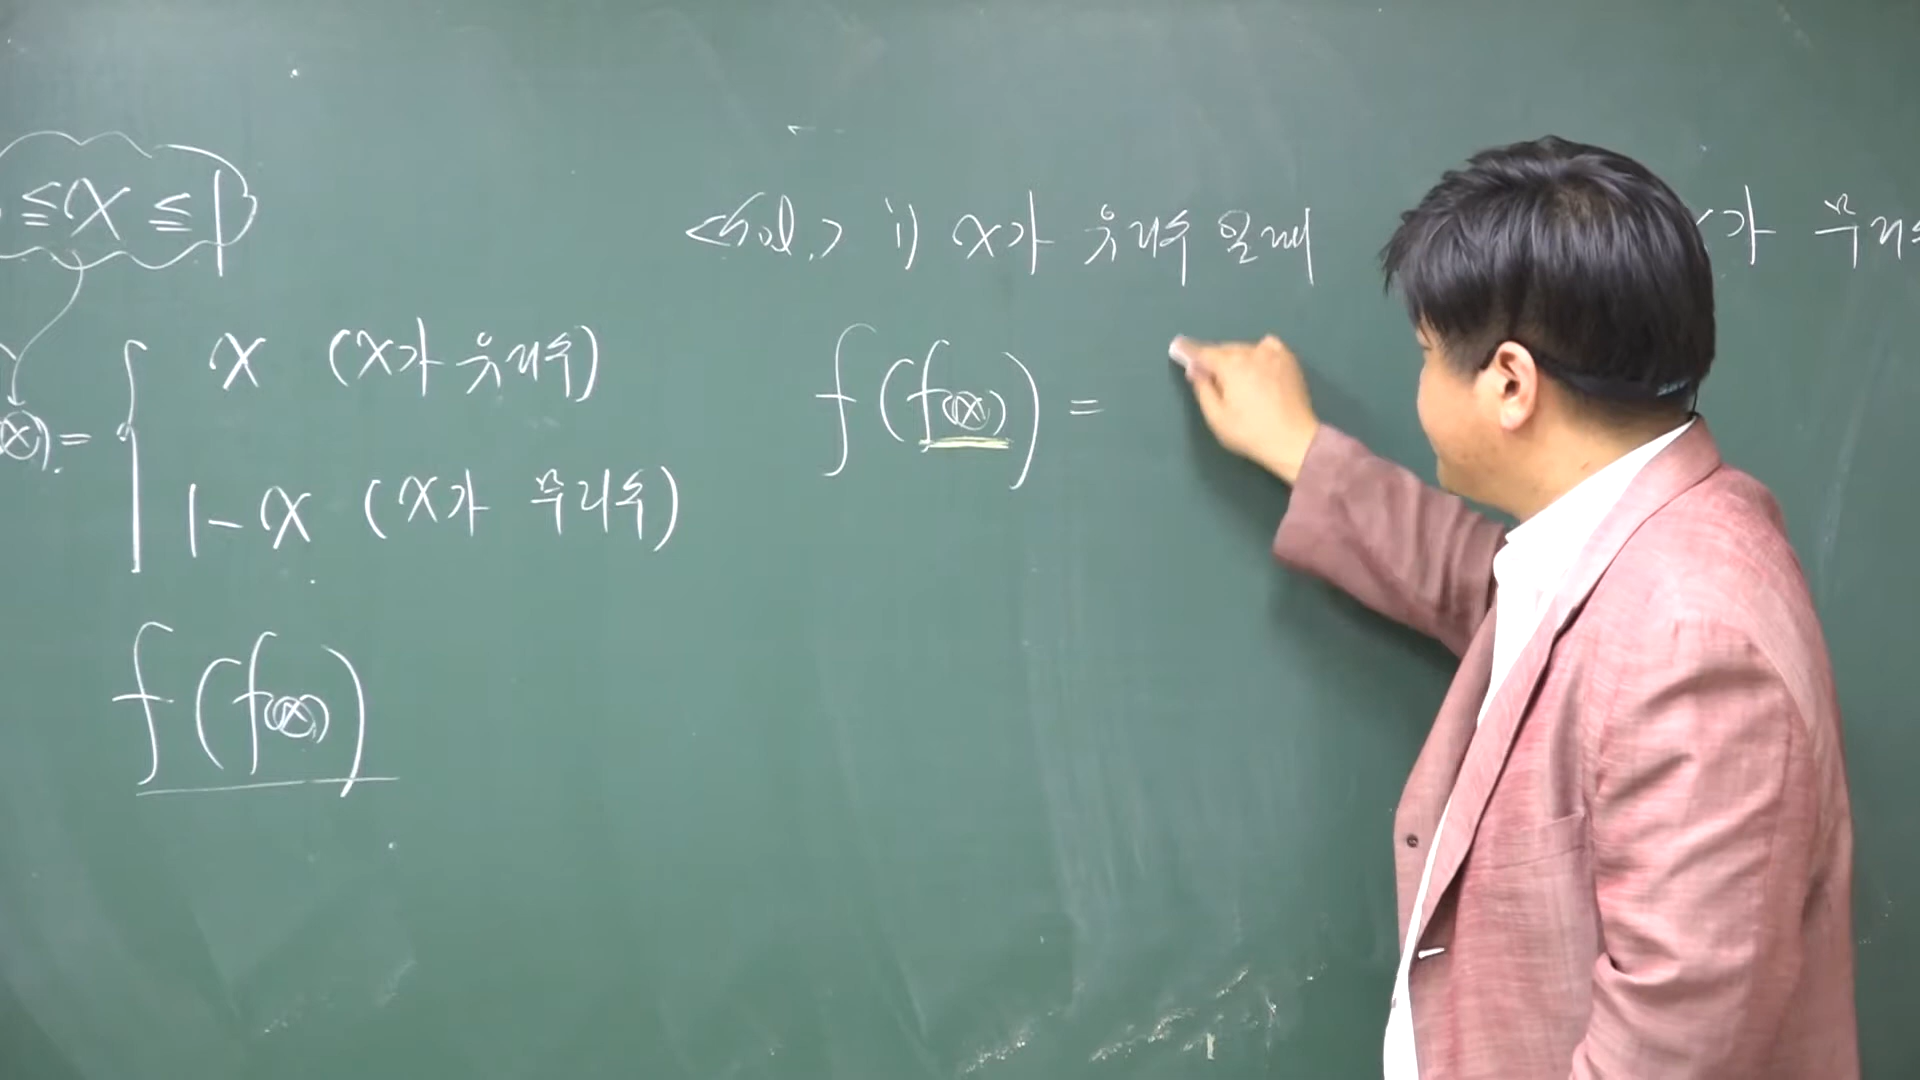 ≦x≦1
(x)= { x (x가 유리수)
1-x (x가 무리수)
f(f(x))
<Sol.> i) x가 유리수 일때
f(f(x)) =
가 무리